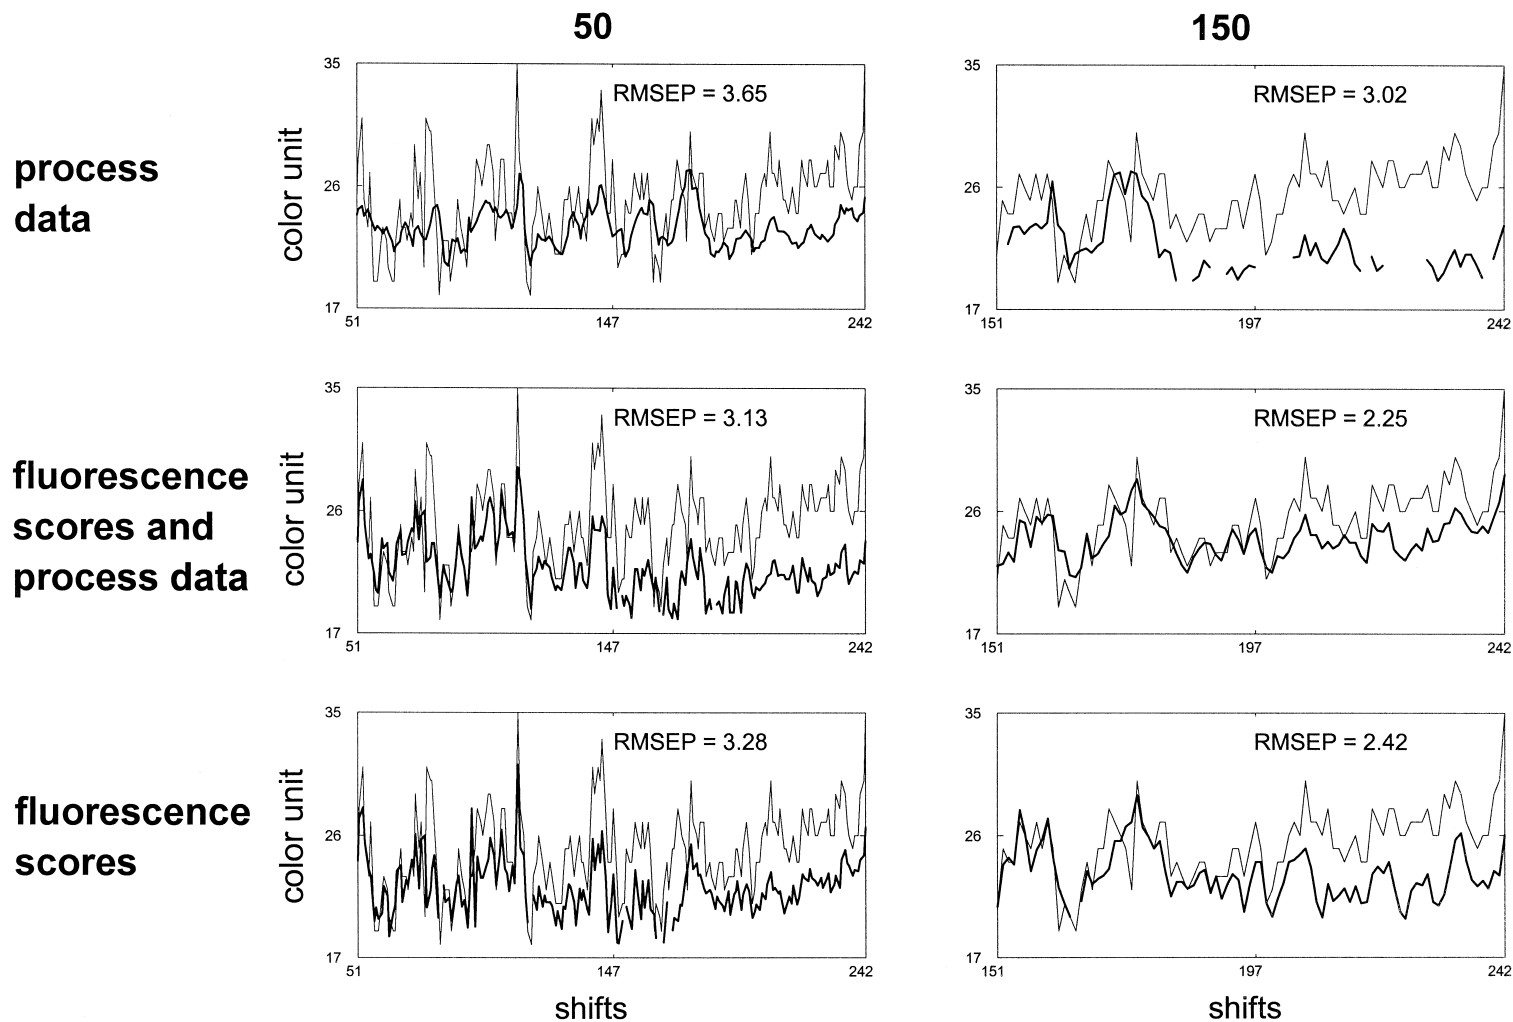 50
150
process
data
color unit
35
26
17
51
147
242
RMSEP = 3.65
35
26
17
151
197
242
RMSEP = 3.02
fluorescence
scores and
process data
color unit
35
26
17
51
147
242
RMSEP = 3.13
35
26
17
151
197
242
RMSEP = 2.25
fluorescence
scores
color unit
35
26
17
51
147
242
RMSEP = 3.28
shifts
35
26
17
151
197
242
RMSEP = 2.42
shifts